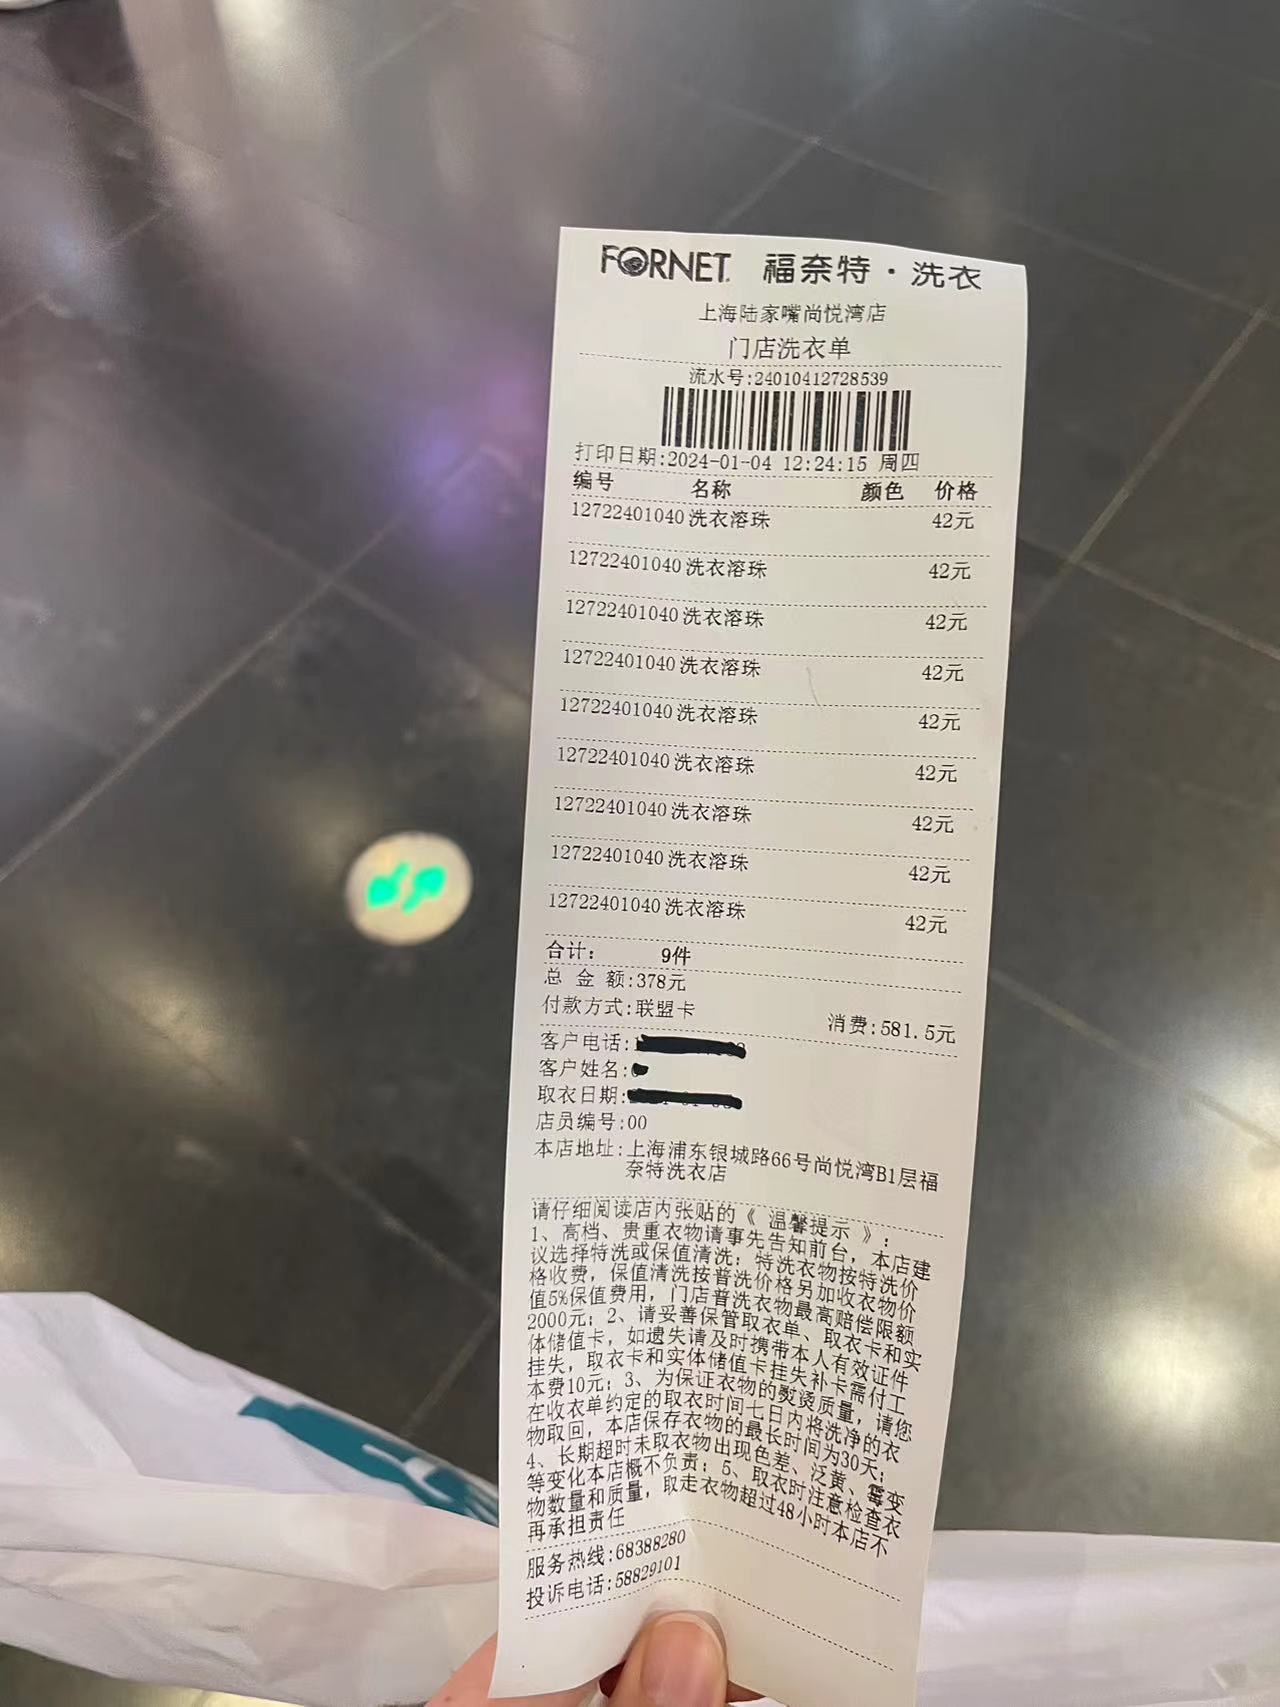 FORNET 福奈特·洗衣
上海陆家嘴尚悦湾店
门店洗衣单
流水号:24010412728539
打印日期:2024-01-04 12:24:15 周四
编号 名称 颜色 价格
12722401040 洗衣溶珠 42元
12722401040 洗衣溶珠 42元
12722401040 洗衣溶珠 42元
12722401040 洗衣溶珠 42元
12722401040 洗衣溶珠 42元
12722401040 洗衣溶珠 42元
12722401040 洗衣溶珠 42元
12722401040 洗衣溶珠 42元
12722401040 洗衣溶珠 42元
合计: 9件
总 金 额:378元
付款方式:联盟卡 消费:581.5元
客户电话:
客户姓名:
取衣日期:
店员编号:00
本店地址:上海浦东银城路66号尚悦湾B1层福
奈特洗衣店
请仔细阅读店内张贴的《 温馨提示 》:
1、高档、贵重衣物请事先告知前台，本店建
议选择特洗或保值清洗；特洗衣物按特洗价
格收费，保值清洗按普洗价格另加收衣物价
值5%保值费用，门店普洗衣物最高赔偿限额
2000元；2、请妥善保管取衣单、取衣卡和实
体储值卡，如遗失请及时携带本人有效证件
挂失，取衣卡和实体储值卡挂失补卡需付工
本费10元；3、为保证衣物的熨烫质量，请您
在收衣单约定的取衣时间七日内将洗净的衣
物取回，本店保存衣物的最长时间为30天；
4、长期超时未取衣物出现色差、泛黄、霉变
等变化本店概不负责；5、取衣时注意检查衣
物数量和质量，取走衣物超过48小时本店不
再承担责任
服务热线:68388280
投诉电话:58829101